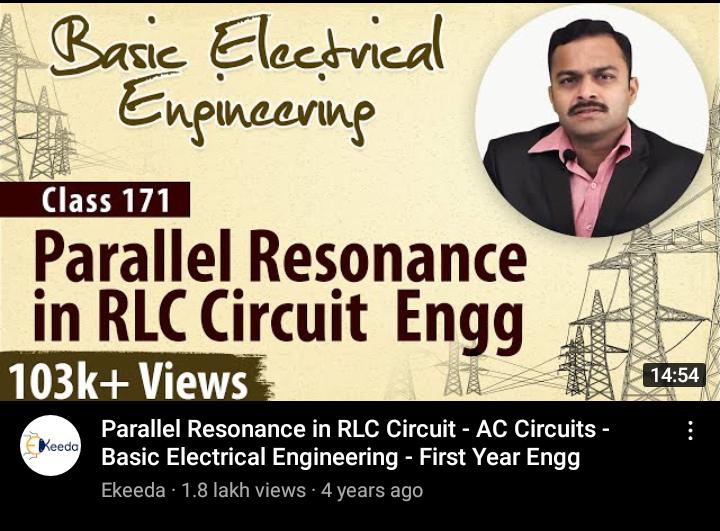 Basic Electrical
Engineering
Class 171
Parallel Resonance
in RLC Circuit Engg
103k+ Views
14:54
EKeeda
Parallel Resonance in RLC Circuit - AC Circuits -
Basic Electrical Engineering - First Year Engg
Ekeeda · 1.8 lakh views · 4 years ago